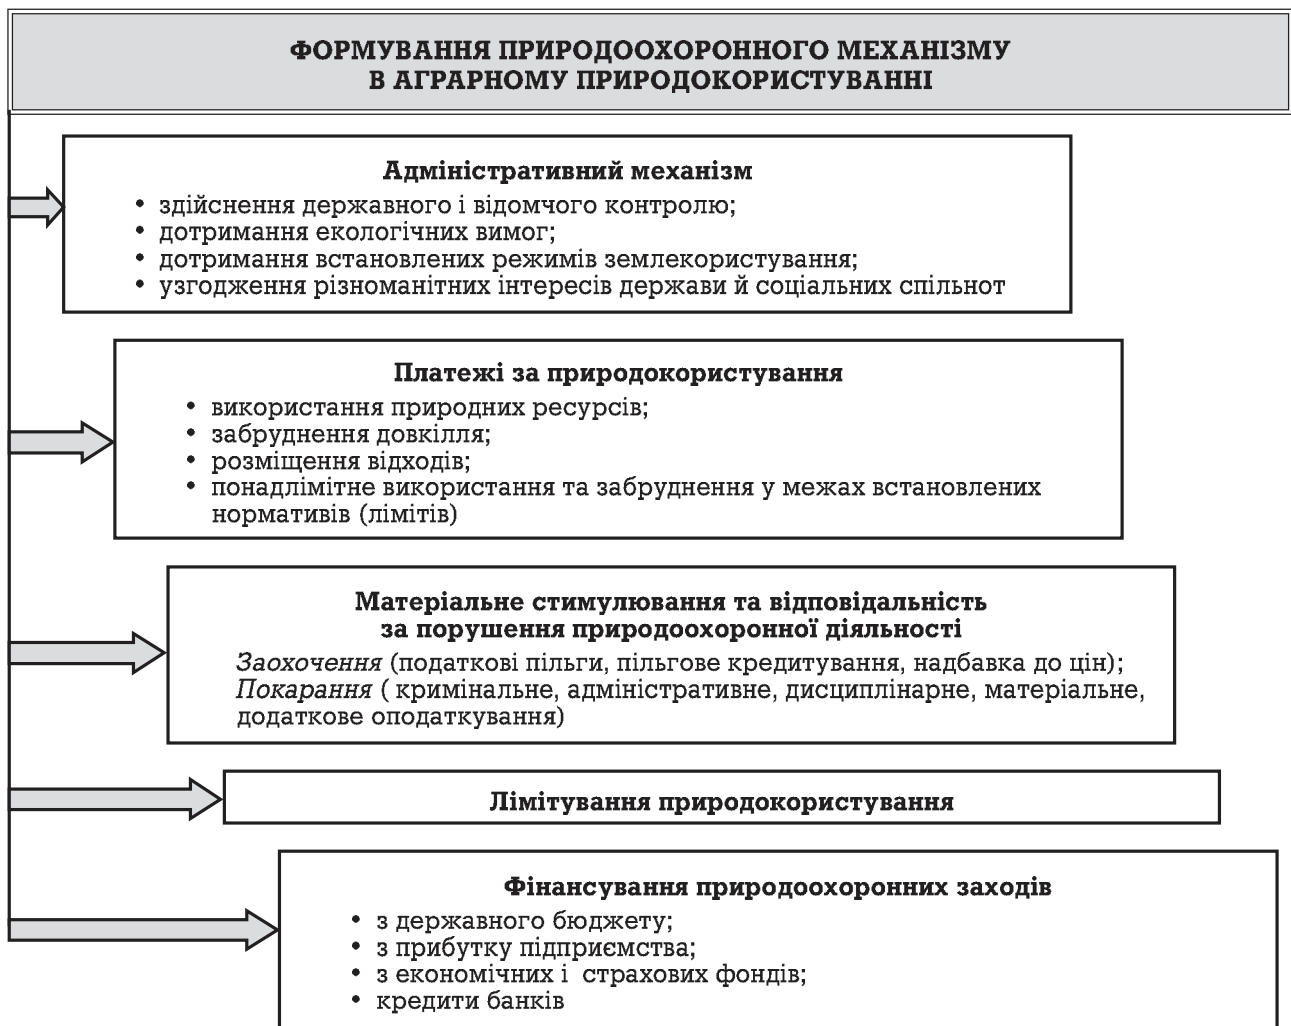 ФОРМУВАННЯ ПРИРОДООХОРОННОГО МЕХАНІЗМУ
В АГРАРНОМУ ПРИРОДОКОРИСТУВАННІ
Адміністративний механізм
• здійснення державного і відомчого контролю;
• дотримання екологічних вимог;
• дотримання встановлених режимів землекористування;
• узгодження різноманітних інтересів держави й соціальних спільнот
Платежі за природокористування
• використання природних ресурсів;
• забруднення довкілля;
• розміщення відходів;
• понадлімітне використання та забруднення у межах встановлених
нормативів (лімітів)
Матеріальне стимулювання та відповідальність
за порушення природоохоронної діяльності
Заохочення (податкові пільги, пільгове кредитування, надбавка до цін);
Покарання ( кримінальне, адміністративне, дисциплінарне, матеріальне,
додаткове оподаткування)
Лімітування природокористування
Фінансування природоохоронних заходів
• з державного бюджету;
• з прибутку підприємства;
• з економічних і страхових фондів;
• кредити банків